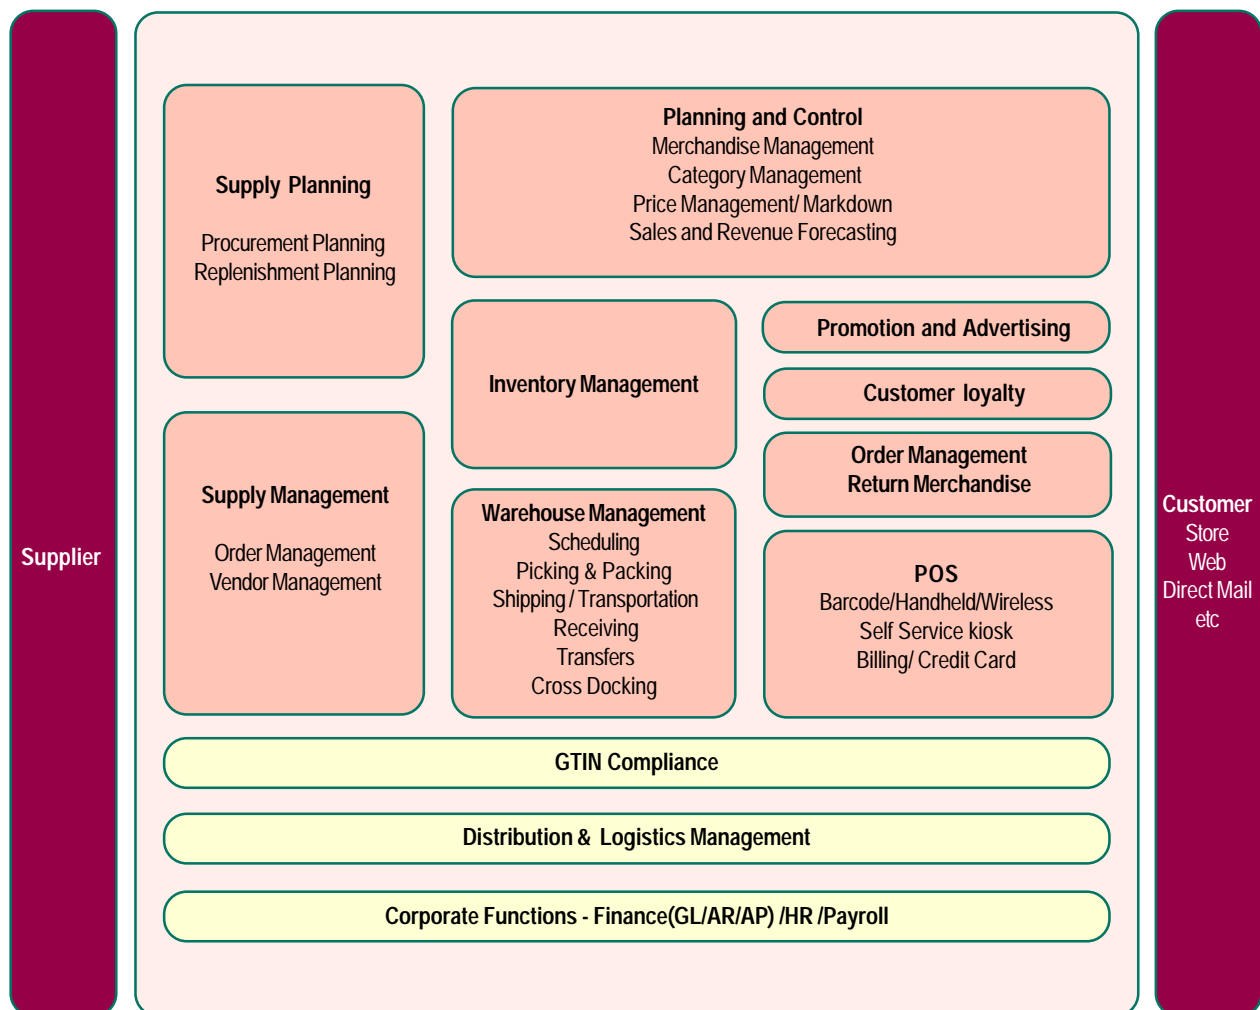 Supplier
Supply Planning
Procurement Planning
Replenishment Planning
Supply Management
Order Management
Vendor Management
Planning and Control
Merchandise Management
Category Management
Price Management/ Markdown
Sales and Revenue Forecasting
Inventory Management
Warehouse Management
Scheduling
Picking & Packing
Shipping / Transportation
Receiving
Transfers
Cross Docking
Promotion and Advertising
Customer loyalty
Order Management
Return Merchandise
POS
Barcode/Handheld/Wireless
Self Service kiosk
Billing/ Credit Card
GTIN Compliance
Distribution & Logistics Management
Corporate Functions - Finance(GL/AR/AP) /HR /Payroll
Customer
Store
Web
Direct Mail
etc